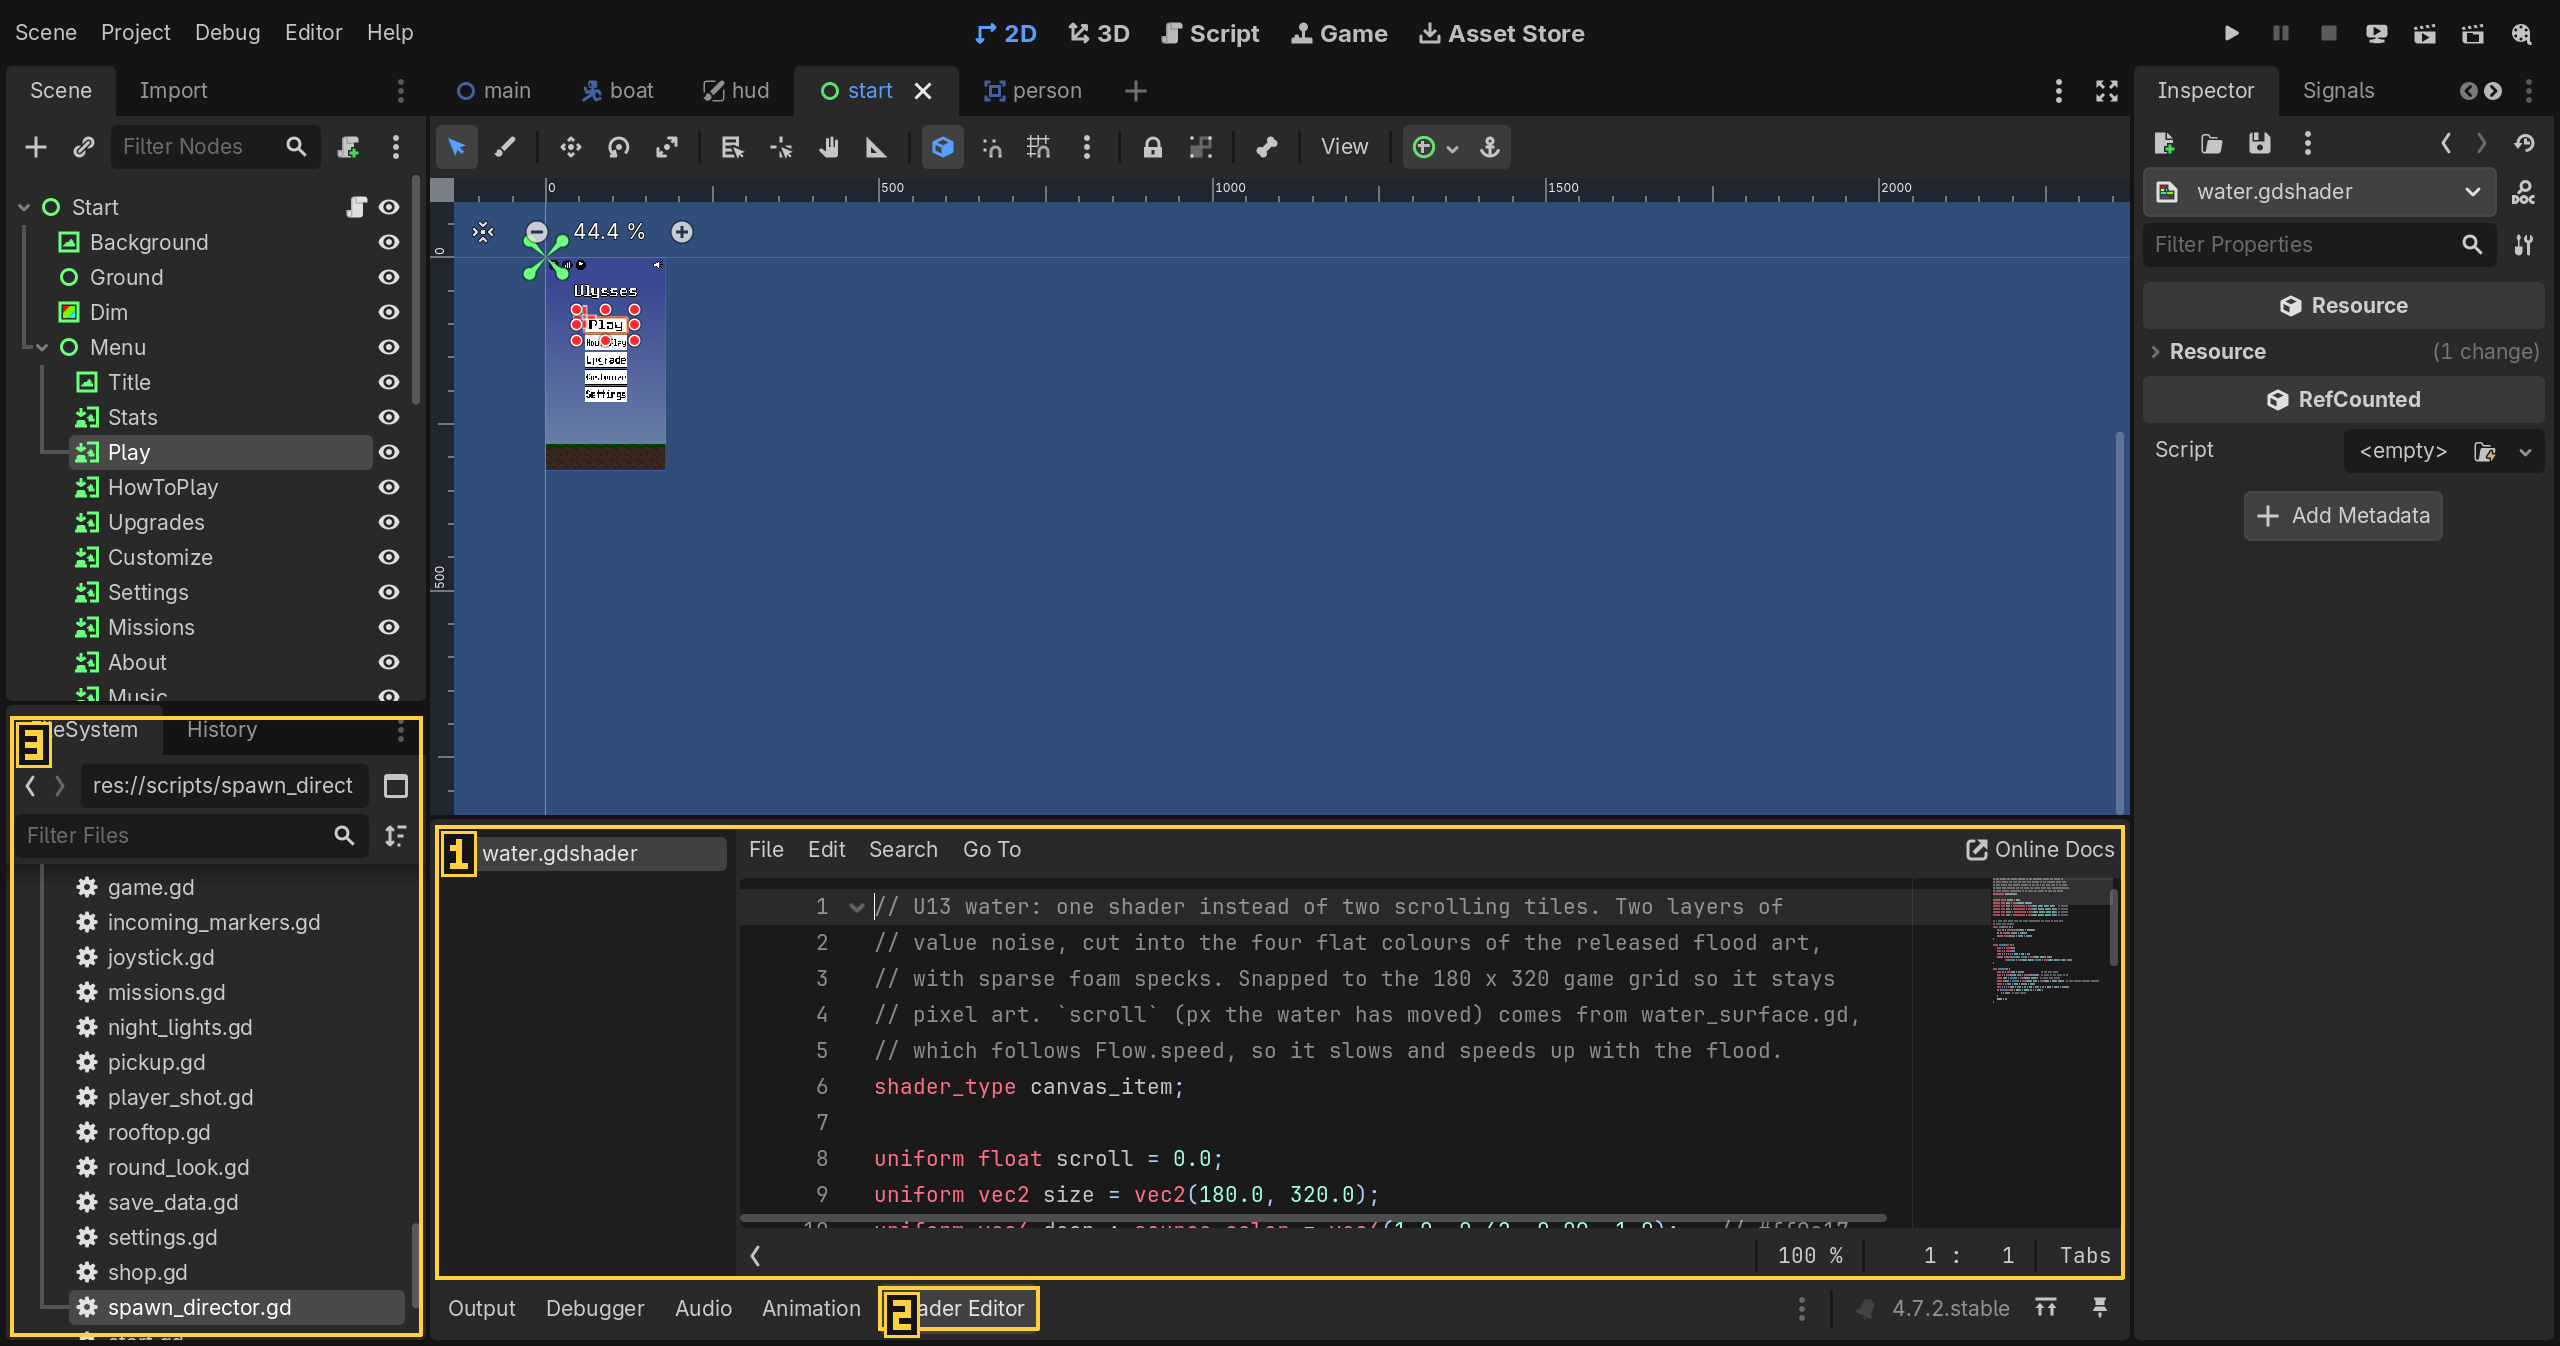 Scene Project Debug Editor Help
2D 3D Script Game Asset Store
Scene Import
main boat hud start person
Inspector Signals
Filter Nodes
View
Start
Background
Ground
Dim
Menu
Title
Stats
Play
HowToPlay
Upgrades
Customize
Settings
Missions
About
Music
0 500 1000 1500 2000
0
500
44.4 %
Ulysses
Play
Upgrade
Customize
Settings
water.gdshader
Filter Properties
Resource
Resource (1 change)
RefCounted
Script <empty>
Add Metadata
3
eSystem History
res://scripts/spawn_direct
Filter Files
game.gd
incoming_markers.gd
joystick.gd
missions.gd
night_lights.gd
pickup.gd
player_shot.gd
rooftop.gd
round_look.gd
save_data.gd
settings.gd
shop.gd
spawn_director.gd
start.gd
1
water.gdshader
File Edit Search Go To
Online Docs
1 // U13 water: one shader instead of two scrolling tiles. Two layers of
2 // value noise, cut into the four flat colours of the released flood art,
3 // with sparse foam specks. Snapped to the 180 x 320 game grid so it stays
4 // pixel art. `scroll` (px the water has moved) comes from water_surface.gd,
5 // which follows Flow.speed, so it slows and speeds up with the flood.
6 shader_type canvas_item;
7
8 uniform float scroll = 0.0;
9 uniform vec2 size = vec2(180.0, 320.0);
10
100 % 1 : 1 Tabs
Output Debugger Audio Animation
2
ader Editor
4.7.2.stable